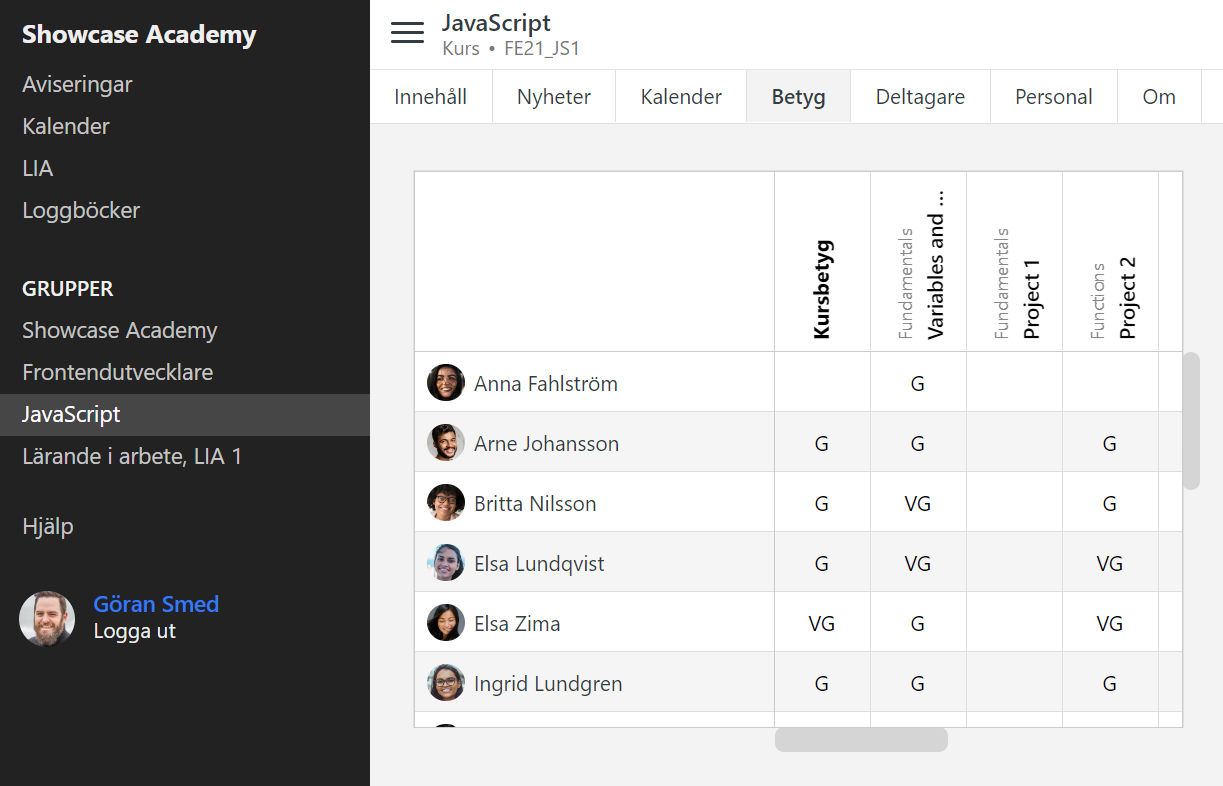 Showcase Academy
Aviseringar
Kalender
LIA
Loggböcker
GRUPPER
Showcase Academy
Frontendutvecklare
JavaScript
Lärande i arbete, LIA 1
Hjälp
Göran Smed
Logga ut
JavaScript
Kurs • FE21_JS1
Innehåll Nyheter Kalender Betyg Deltagare Personal Om
Kursbetyg
Fundamentals
Variables and ...
Fundamentals
Project 1
Functions
Project 2
Anna Fahlström G
Arne Johansson G G G
Britta Nilsson G VG G
Elsa Lundqvist G VG VG
Elsa Zima VG G VG
Ingrid Lundgren G G G